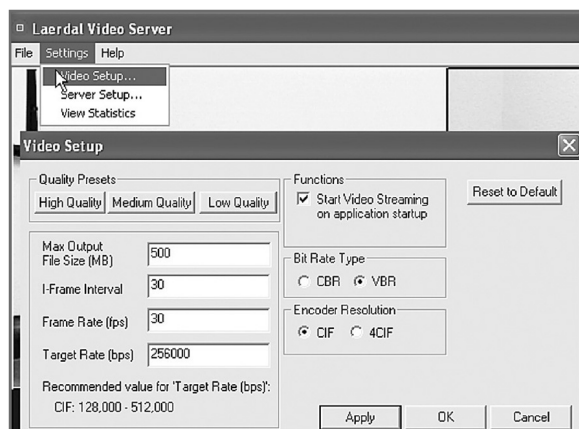 Laerdal Video Server
File Settings Help
Video Setup...
Server Setup...
View Statistics
Video Setup
Quality Presets
High Quality Medium Quality Low Quality
Functions
Start Video Streaming
on application startup
Reset to Default
Max Output
File Size (MB) 500
I-Frame Interval 30
Frame Rate (fps) 30
Target Rate (bps) 256000
Recommended value for 'Target Rate (bps)':
CIF: 128,000 - 512,000
Bit Rate Type
CBR VBR
Encoder Resolution
CIF 4CIF
Apply OK Cancel